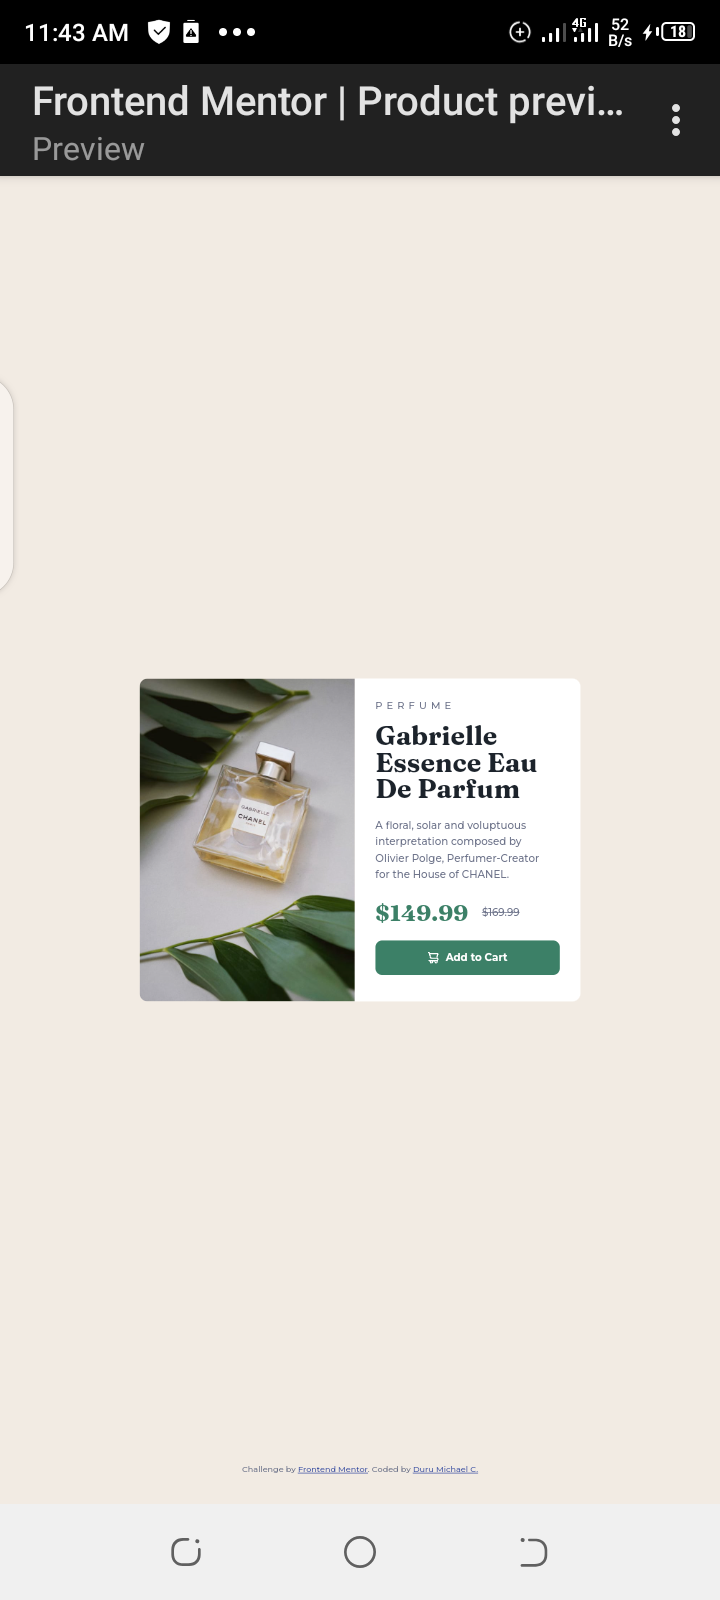 11:43 AM
4G
52
B/s
18
Frontend Mentor | Product previ...
Preview
PERFUME
Gabrielle
Essence Eau
De Parfum
GABRIELLE
CHANEL
A floral, solar and voluptuous
interpretation composed by
Olivier Polge, Perfumer-Creator
for the House of CHANEL.
$149.99 $169.99
Add to Cart
Challenge by Frontend Mentor. Coded by Duru Michael C.